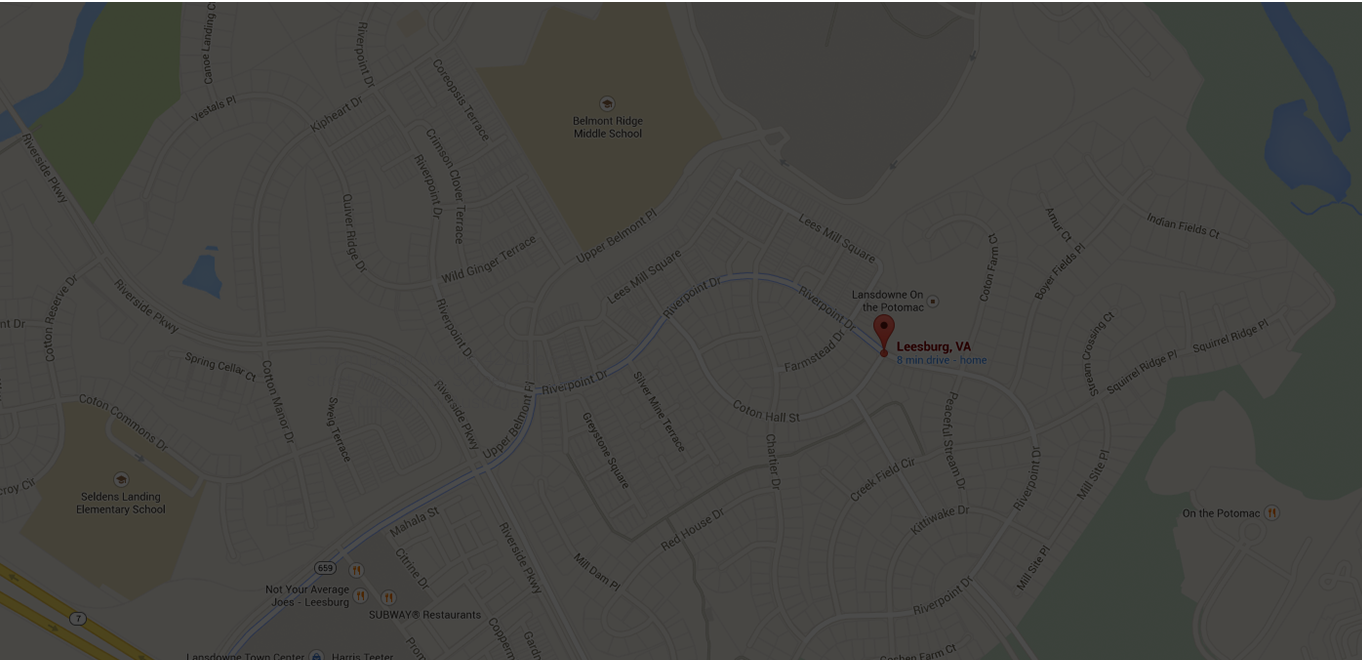 Canoe Landing C
Riverpoint Dr
Coreopsis Terrace
Vestals Pl
Kipheart Dr
Belmont Ridge
Middle School
Riverside Pkwy
Crimson Clover Terrace
Riverpoint Dr
Quiver Ridge Dr
Wild Ginger Terrace
Upper Belmont Pl
Lees Mill Square
Lees Mill Square
Amur Ct
Indian Fields Ct
Boyer Fields Pl
Coton Farm Ct
Cotton Reserve Dr
Riverside Pkwy
Riverpoint Dr
Riverpoint Dr
Riverpoint Dr
Lansdowne On
the Potomac
nt Dr
Leesburg, VA
8 min drive - home
Farmstead Dr
Stream Crossing Ct
Squirrel Ridge Pl
Squirrel Ridge Pl
Spring Cellar Ct
Cotton Manor Dr
Riverpoint Dr
Silver Mine Terrace
Coton Commons Dr
Sweig Terrace
Riverside Pkwy
Upper Belmont Pl
Greystone Square
Coton Hall St
Chartier Dr
Peaceful Stream Dr
Creek Field Cir
Riverpoint Dr
Mill Site Pl
croy Cir
Seldens Landing
Elementary School
Mahala St
Red House Dr
Kittiwake Dr
On the Potomac
Riverside Pkwy
Citrine Dr
Mill Dam Pl
Mill Site Pl
659
Not Your Average
Joes - Leesburg
SUBWAY® Restaurants
Riverpoint Dr
7
Copperm
Gard
Prom
Lansdowne Town Center
Harris Teeter
Goshen Farm Ct